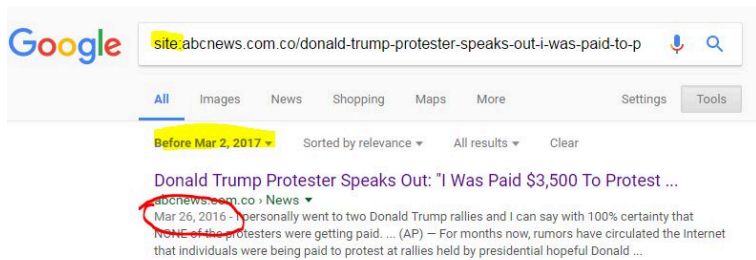 Google site:abcnews.com.co/donald-trump-protester-speaks-out-i-was-paid-to-p
All Images News Shopping Maps More Settings Tools
Before Mar 2, 2017 Sorted by relevance All results Clear
Donald Trump Protester Speaks Out: "I Was Paid $3,500 To Protest ...
abcnews.com.co › News
Mar 26, 2016 - I personally went to two Donald Trump rallies and I can say with 100% certainty that
NONE of the protesters were getting paid. ... (AP) — For months now, rumors have circulated the Internet
that individuals were being paid to protest at rallies held by presidential hopeful Donald ...